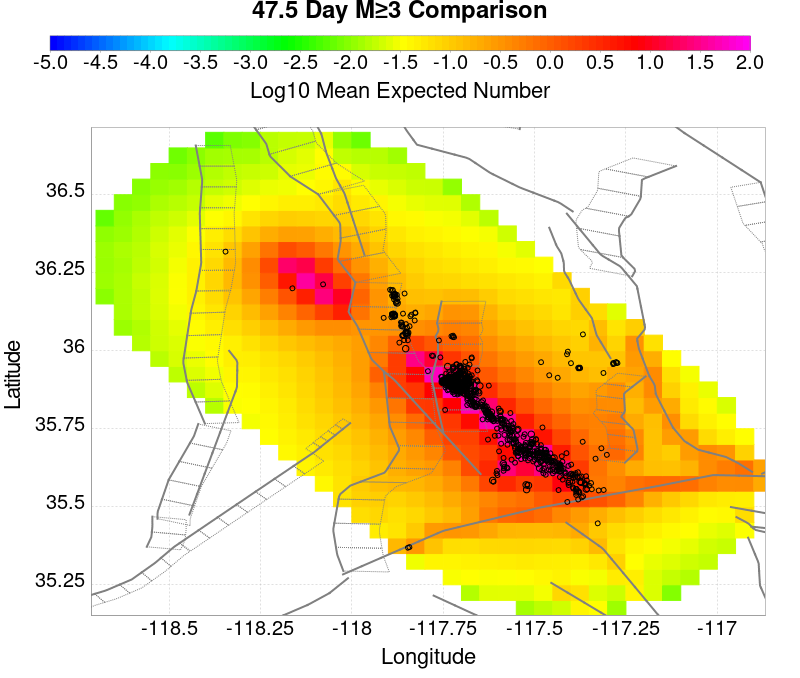 47.5 Day M≥3 Comparison
-5.0 -4.5 -4.0 -3.5 -3.0 -2.5 -2.0 -1.5 -1.0 -0.5 0.0 0.5 1.0 1.5 2.0
Log10 Mean Expected Number
36.5
36.25
36
35.75
35.5
35.25
Latitude
-118.5 -118.25 -118 -117.75 -117.5 -117.25 -117
Longitude